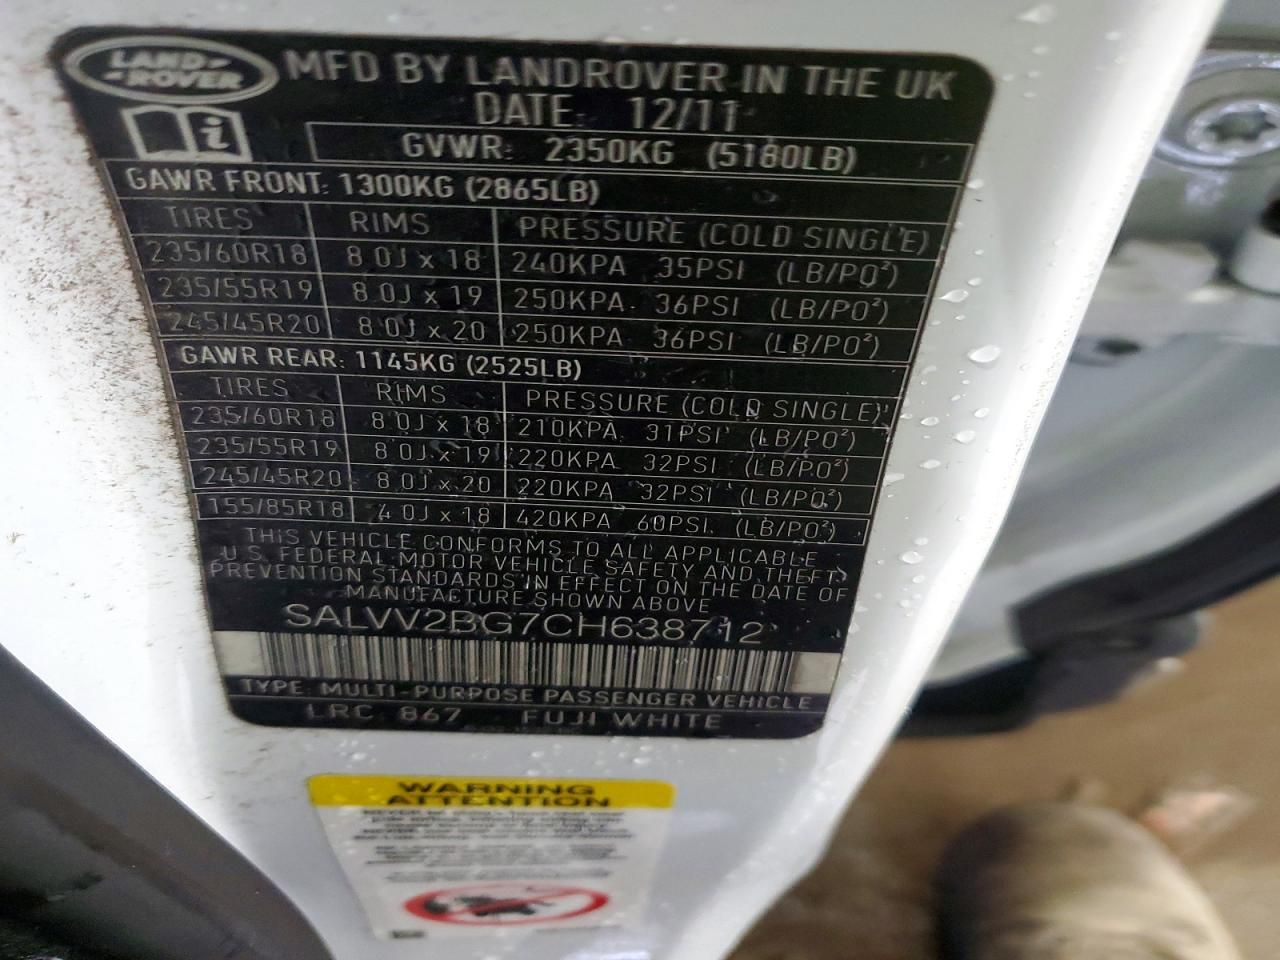 LAND-
-ROVER
MFD BY LANDROVER IN THE UK
DATE: 12/11
GVWR: 2350KG (5180LB)
GAWR FRONT: 1300KG (2865LB)
TIRES RIMS PRESSURE (COLD SINGLE)
235/60R18 8.0J x 18 240KPA 35PSI (LB/PO²)
235/55R19 8.0J x 19 250KPA 36PSI (LB/PO²)
245/45R20 8.0J x 20 250KPA 36PSI (LB/PO²)
GAWR REAR: 1145KG (2525LB)
TIRES RIMS PRESSURE (COLD SINGLE)
235/60R18 8.0J x 18 210KPA 31PSI (LB/PO²)
235/55R19 8.0J x 19 220KPA 32PSI (LB/PO²)
245/45R20 8.0J x 20 220KPA 32PSI (LB/PO²)
155/85R18 4.0J x 18 420KPA 60PSI (LB/PO²)
THIS VEHICLE CONFORMS TO ALL APPLICABLE
U.S. FEDERAL MOTOR VEHICLE SAFETY AND THEFT
PREVENTION STANDARDS IN EFFECT ON THE DATE OF
MANUFACTURE SHOWN ABOVE
SALVV2BG7CH638712
TYPE: MULTI-PURPOSE PASSENGER VEHICLE
LRC 867 FUJI WHITE
WARNING
ATTENTION